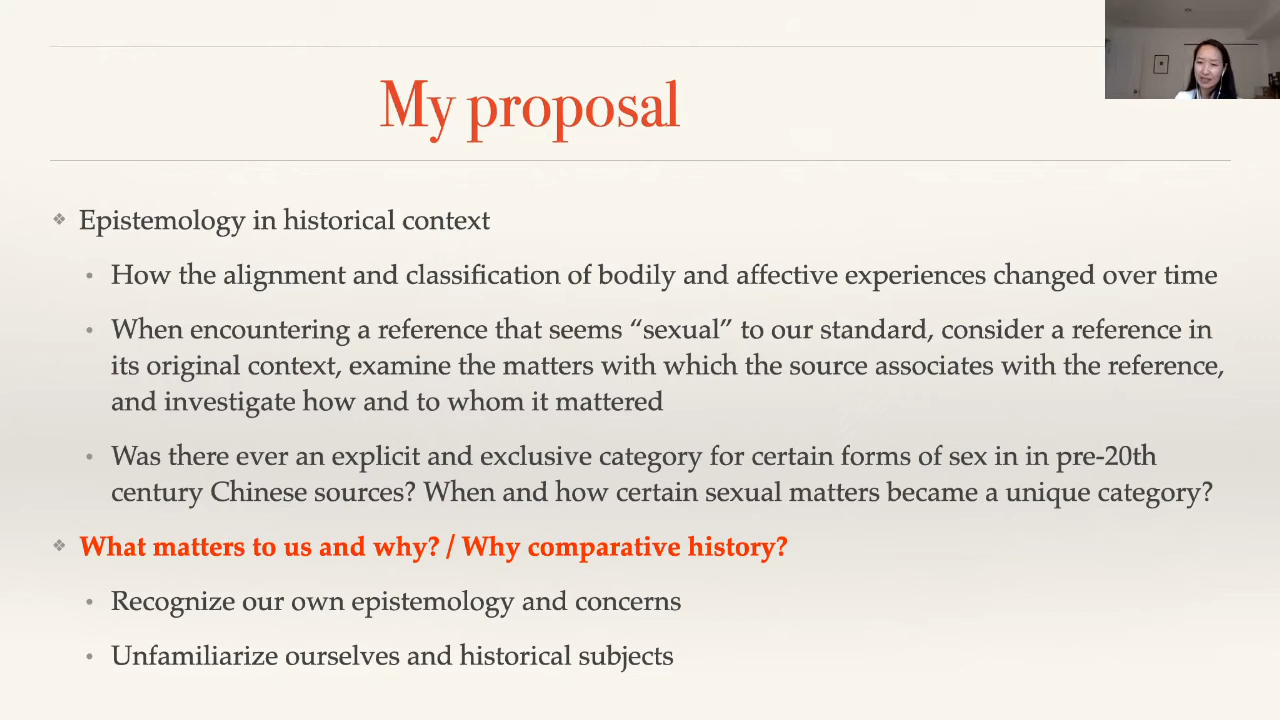 My proposal
Epistemology in historical context
How the alignment and classification of bodily and affective experiences changed over time
When encountering a reference that seems “sexual” to our standard, consider a reference in
its original context, examine the matters with which the source associates with the reference,
and investigate how and to whom it mattered
Was there ever an explicit and exclusive category for certain forms of sex in in pre-20th
century Chinese sources? When and how certain sexual matters became a unique category?
What matters to us and why? / Why comparative history?
Recognize our own epistemology and concerns
Unfamiliarize ourselves and historical subjects